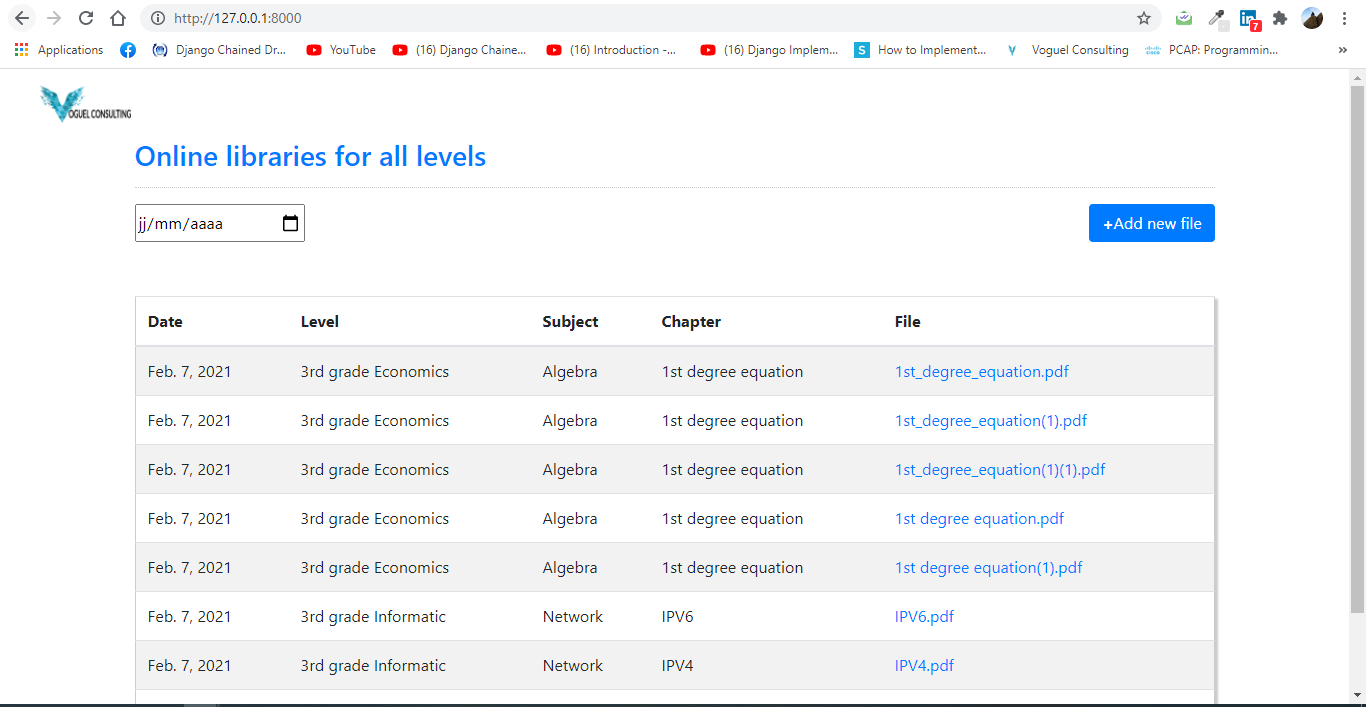 http://127.0.0.1:8000
Applications Django Chained Dr... YouTube (16) Django Chaine... (16) Introduction -... (16) Django Implem... S How to Implement... Voguel Consulting cisco PCAP: Programmin... »
in 7
OGUEL CONSULTING
Online libraries for all levels
jj/mm/aaaa +Add new file
Date Level Subject Chapter File
Feb. 7, 2021 3rd grade Economics Algebra 1st degree equation 1st_degree_equation.pdf
Feb. 7, 2021 3rd grade Economics Algebra 1st degree equation 1st_degree_equation(1).pdf
Feb. 7, 2021 3rd grade Economics Algebra 1st degree equation 1st_degree_equation(1)(1).pdf
Feb. 7, 2021 3rd grade Economics Algebra 1st degree equation 1st degree equation.pdf
Feb. 7, 2021 3rd grade Economics Algebra 1st degree equation 1st degree equation(1).pdf
Feb. 7, 2021 3rd grade Informatic Network IPV6 IPV6.pdf
Feb. 7, 2021 3rd grade Informatic Network IPV4 IPV4.pdf